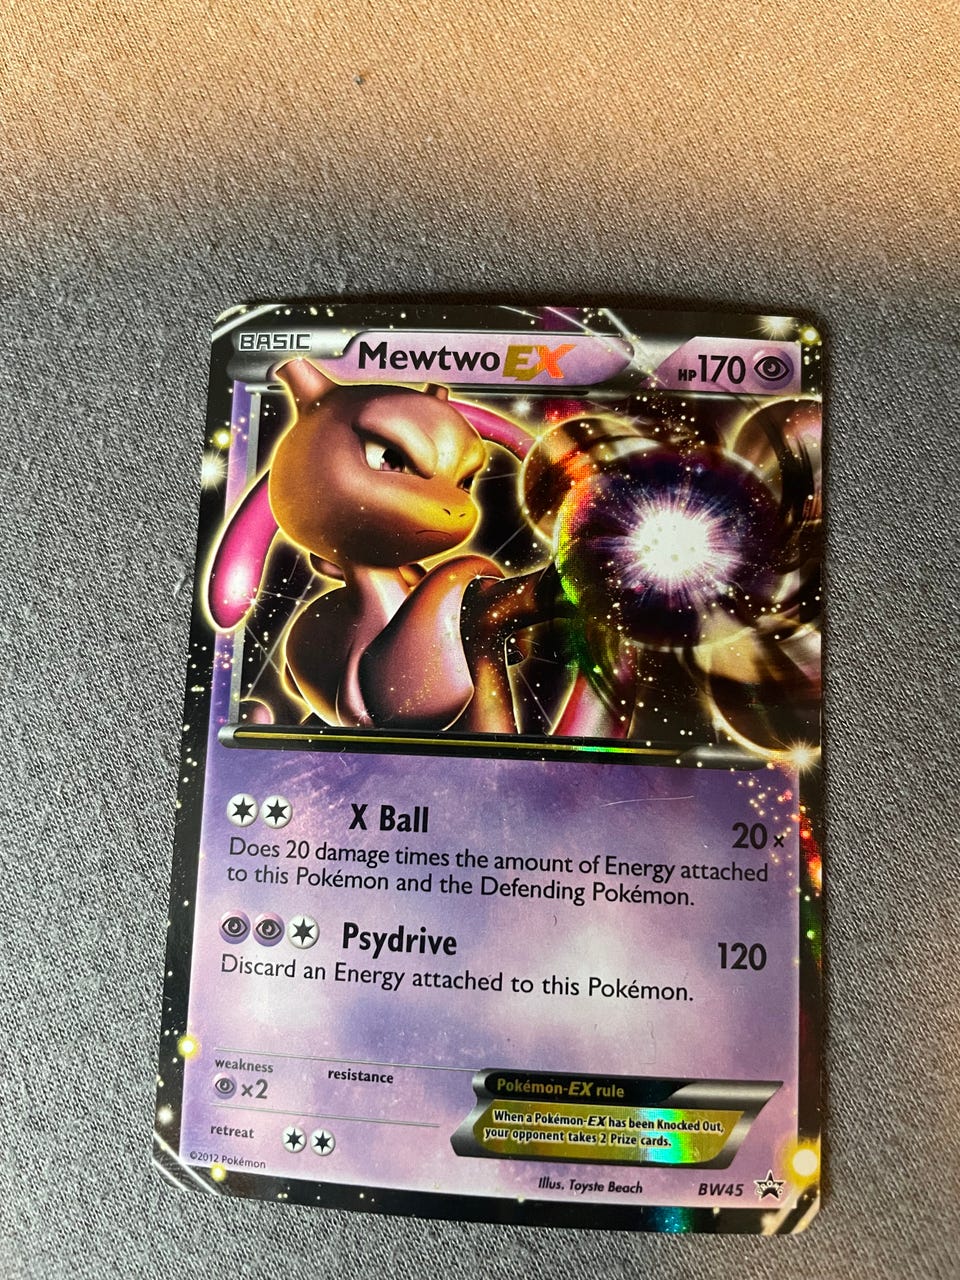 BASIC
Mewtwo EX
HP 170
X Ball
20×
Does 20 damage times the amount of Energy attached
to this Pokémon and the Defending Pokémon.
Psydrive
120
Discard an Energy attached to this Pokémon.
weakness
×2
resistance
retreat
Pokémon-EX rule
When a Pokémon-EX has been Knocked Out,
your opponent takes 2 Prize cards.
©2012 Pokémon
Illus. Toyste Beach
BW45